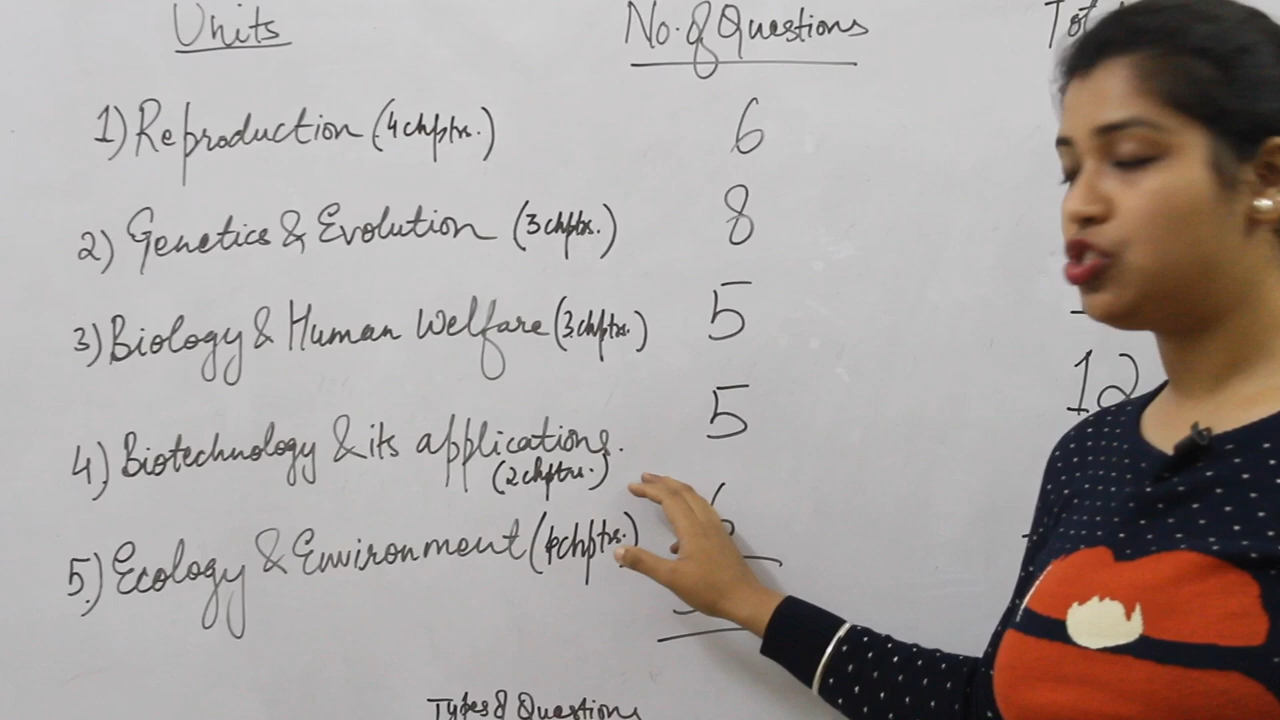 Units No. of Questions Tot
1) Reproduction (4 chptrs.) 6
2) Genetics & Evolution (3 chptrs.) 8
3) Biology & Human Welfare (3 chptrs.) 5
4) Biotechnology & its applications. 5 12
(2 chptrs.)
5.) Ecology & Environment (4 chptrs.)
Types of Questions